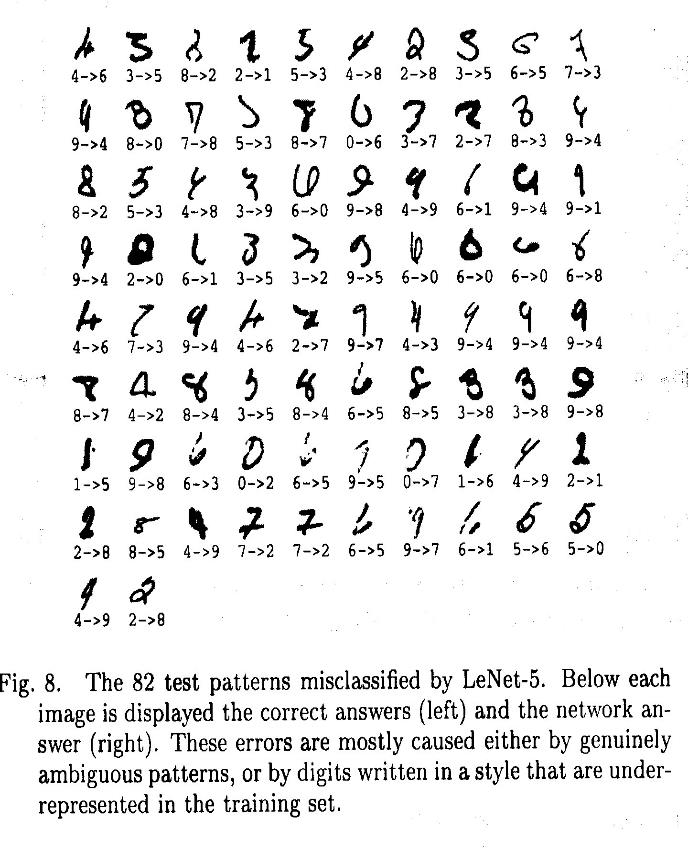 4->6 3->5 8->2 2->1 5->3 4->8 2->8 3->5 6->5 7->3
9->4 8->0 7->8 5->3 8->7 0->6 3->7 2->7 8->3 9->4
8->2 5->3 4->8 3->9 6->0 9->8 4->9 6->1 9->4 9->1
9->4 2->0 6->1 3->5 3->2 9->5 6->0 6->0 6->0 6->8
4->6 7->3 9->4 4->6 2->7 9->7 4->3 9->4 9->4 9->4
8->7 4->2 8->4 3->5 8->4 6->5 8->5 3->8 3->8 9->8
1->5 9->8 6->3 0->2 6->5 9->5 0->7 1->6 4->9 2->1
2->8 8->5 4->9 7->2 7->2 6->5 9->7 6->1 5->6 5->0
4->9 2->8
Fig. 8. The 82 test patterns misclassified by LeNet-5. Below each
image is displayed the correct answers (left) and the network an-
swer (right). These errors are mostly caused either by genuinely
ambiguous patterns, or by digits written in a style that are under-
represented in the training set.